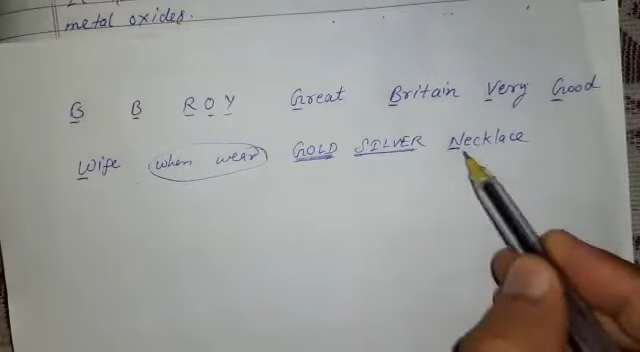 metal oxides.
B B R O Y Great Britain Very Good
Wife when wear GOLD SILVER Necklace